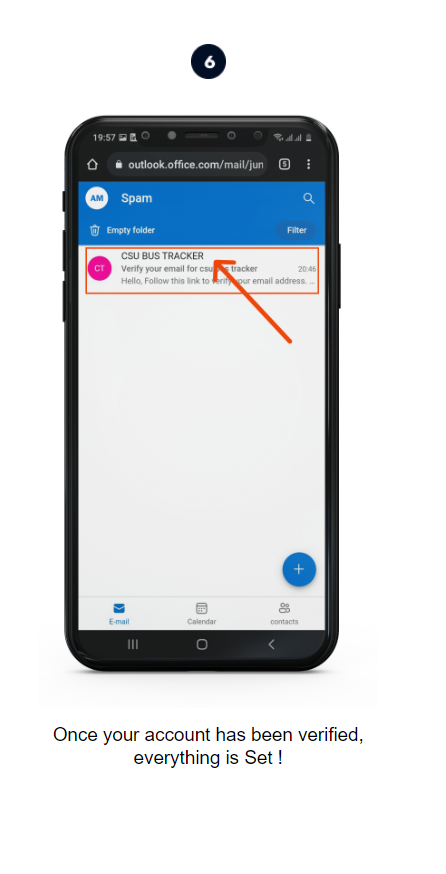 6
19:57
outlook.office.com/mail/jun
5
AM
Spam
Empty folder
Filter
CT
CSU BUS TRACKER
Verify your email for csu bus tracker
20:46
Hello, Follow this link to verify your email address. ...
E-mail
Calendar
contacts
Once your account has been verified,
everything is Set !